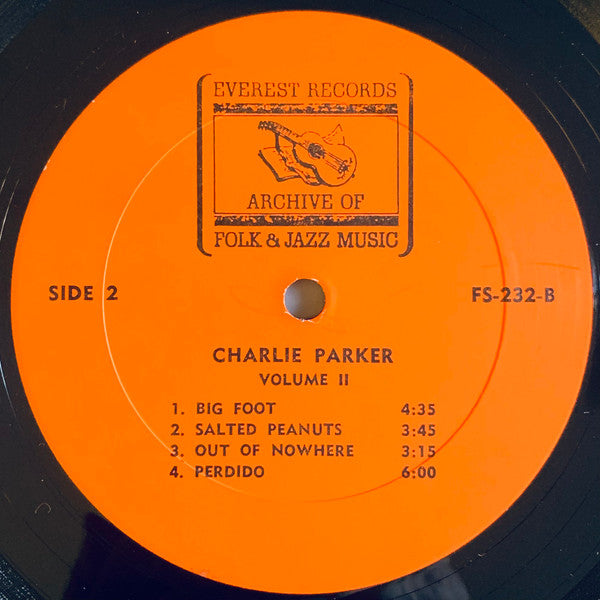 EVEREST RECORDS
ARCHIVE OF
FOLK & JAZZ MUSIC
SIDE 2
FS-232-B
CHARLIE PARKER
VOLUME II
1. BIG FOOT 4:35
2. SALTED PEANUTS 3:45
3. OUT OF NOWHERE 3:15
4. PERDIDO 6:00